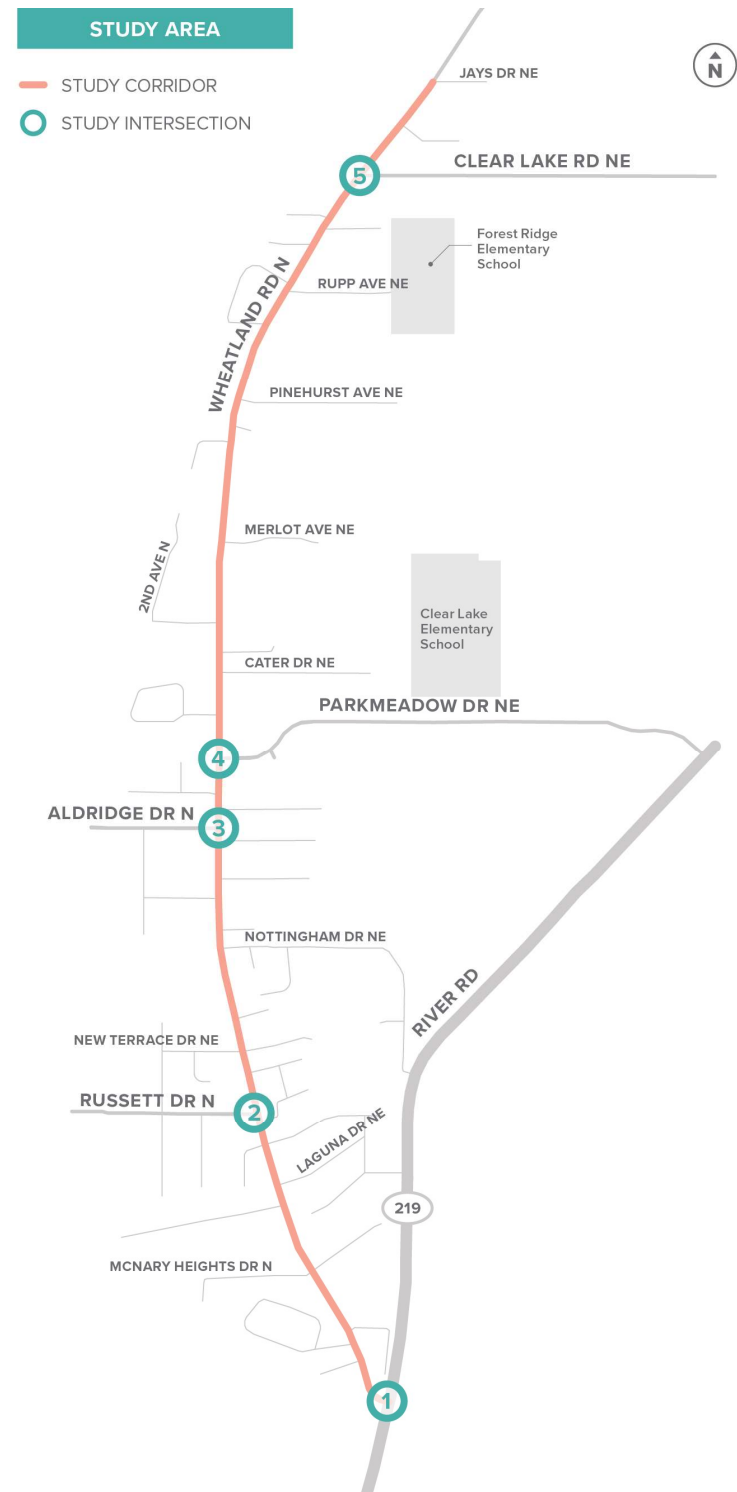 STUDY AREA
N
STUDY CORRIDOR
STUDY INTERSECTION
JAYS DR NE
CLEAR LAKE RD NE
5
Forest Ridge
Elementary
School
WHEATLAND RD N
RUPP AVE NE
PINEHURST AVE NE
MERLOT AVE NE
2ND AVE N
Clear Lake
Elementary
School
CATER DR NE
PARKMEADOW DR NE
4
ALDRIDGE DR N
3
NOTTINGHAM DR NE
RIVER RD
NEW TERRACE DR NE
RUSSETT DR N
2
LAGUNA DR NE
219
MCNARY HEIGHTS DR N
1